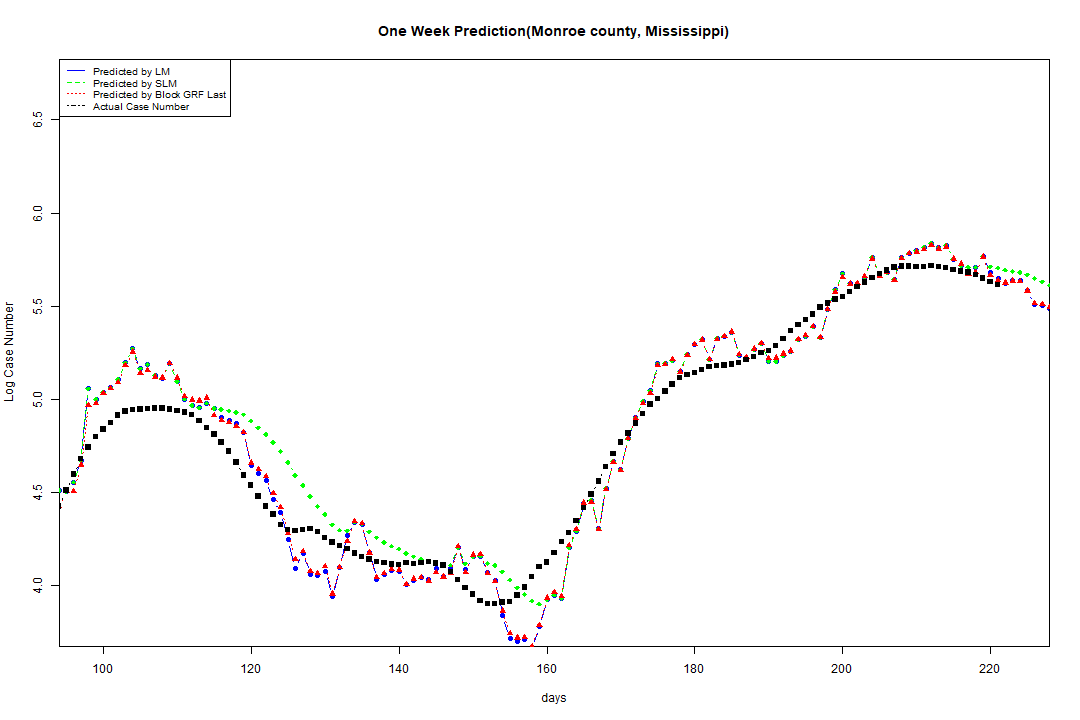 One Week Prediction(Monroe county, Mississippi)
Predicted by LM
Predicted by SLM
Predicted by Block GRF Last
Actual Case Number
Log Case Number
6.5
6.0
5.5
5.0
4.5
4.0
100 120 140 160 180 200 220
days